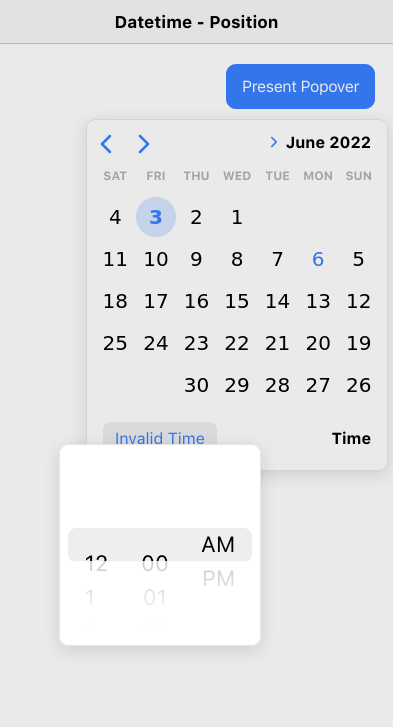 Datetime - Position
Present Popover
June 2022
SAT FRI THU WED TUE MON SUN
4 3 2 1
11 10 9 8 7 6 5
18 17 16 15 14 13 12
25 24 23 22 21 20 19
30 29 28 27 26
Invalid Time Time
AM
12 00
PM
1 01